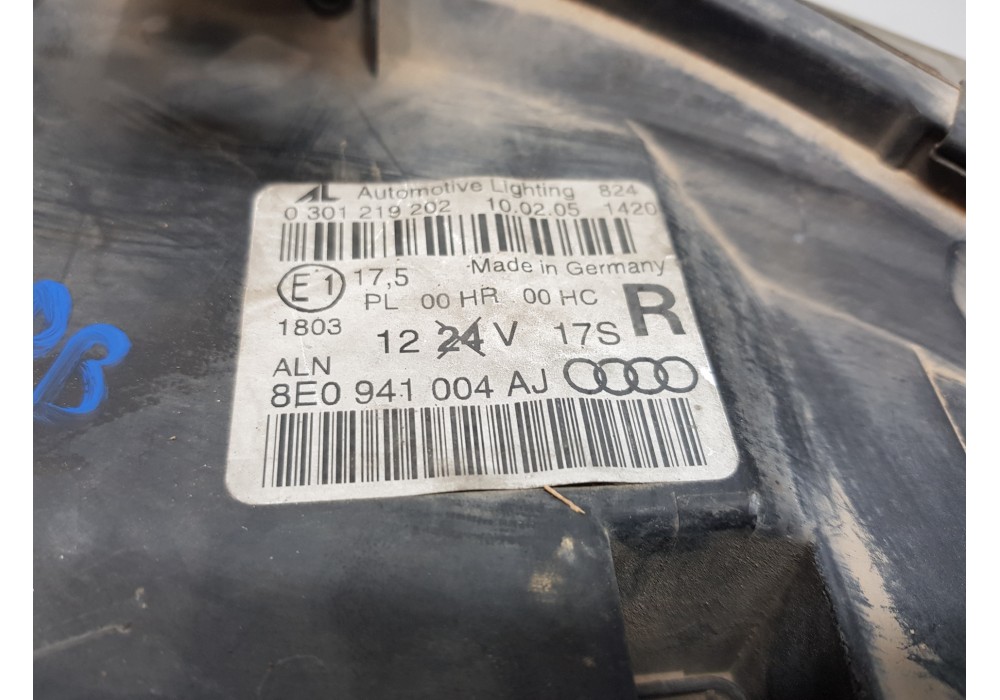 AL Automotive Lighting 824
0 301 219 202 10.02.05 1420
E1 17,5 Made in Germany
PL 00 HR 00 HC R
1803 12 24 V 17S
ALN
8E0 941 004 AJ